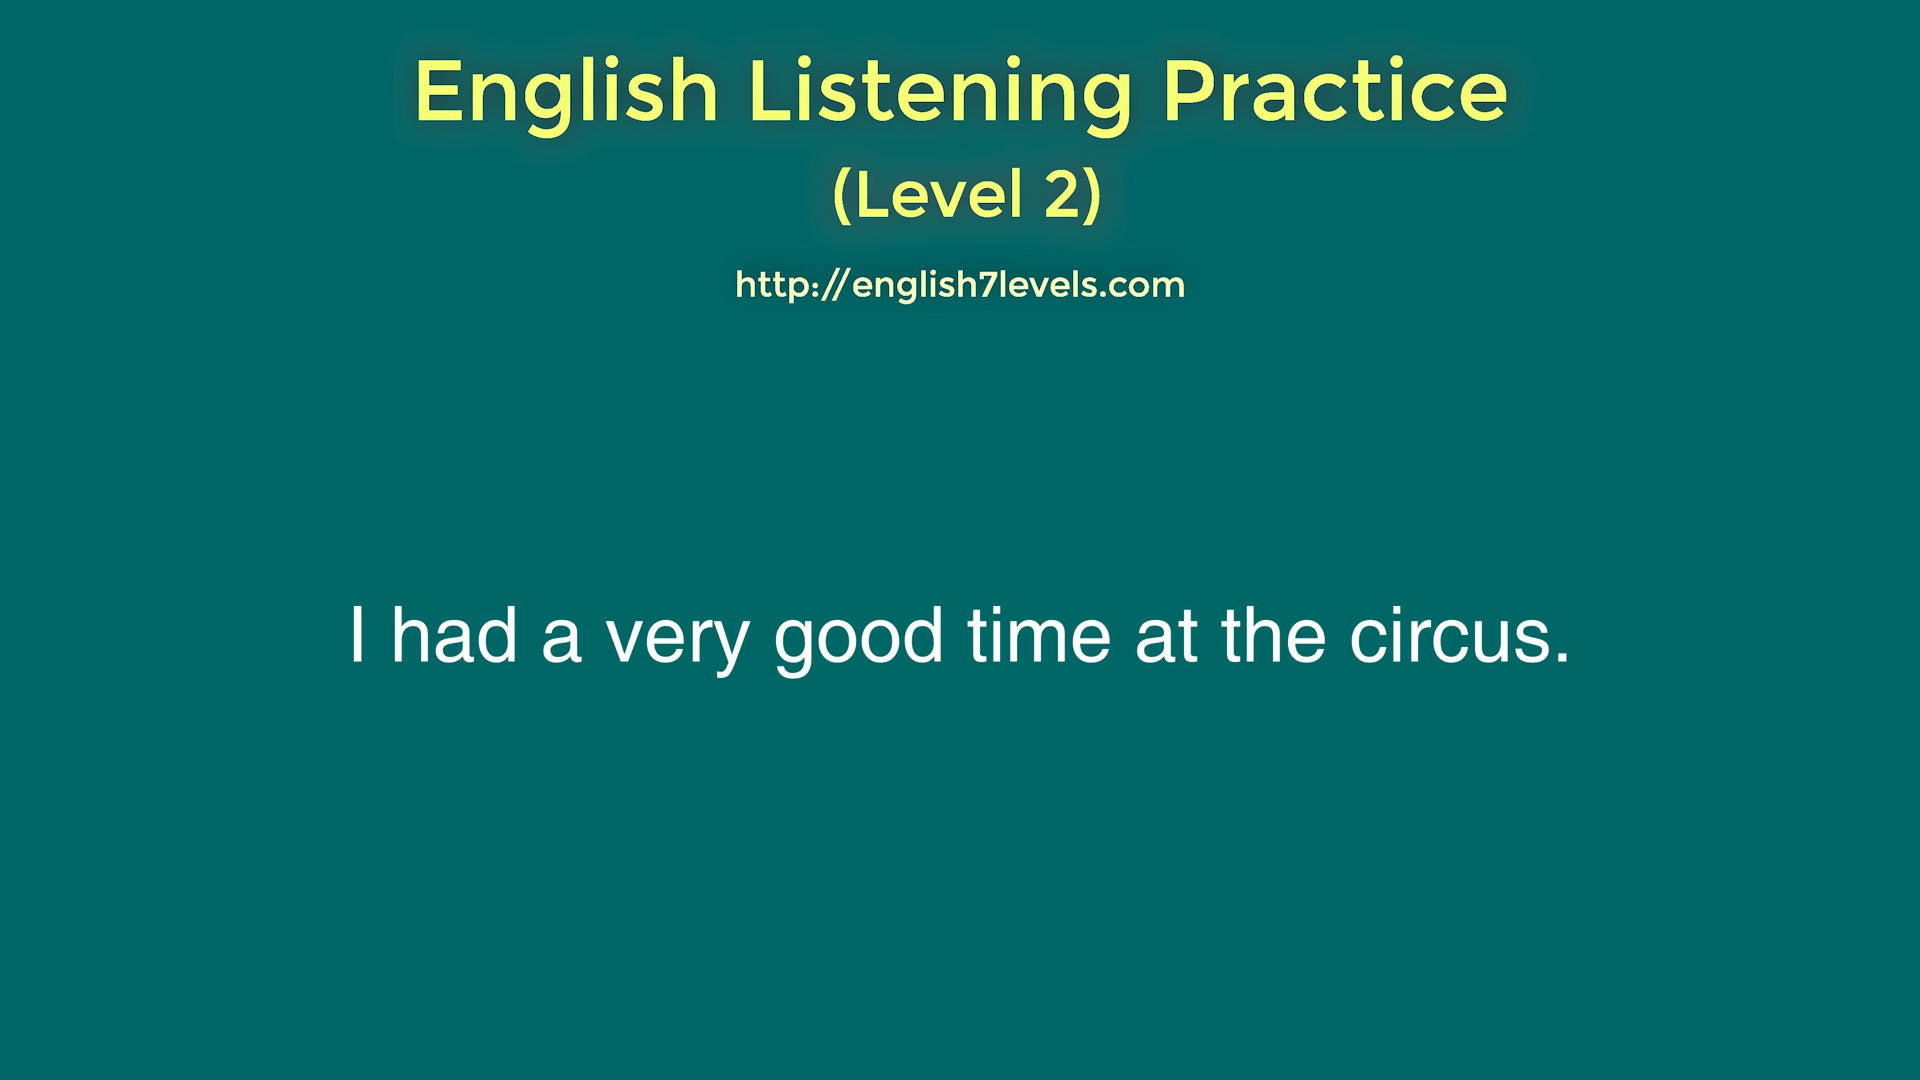 English Listening Practice
(Level 2)
http://english7levels.com
I had a very good time at the circus.